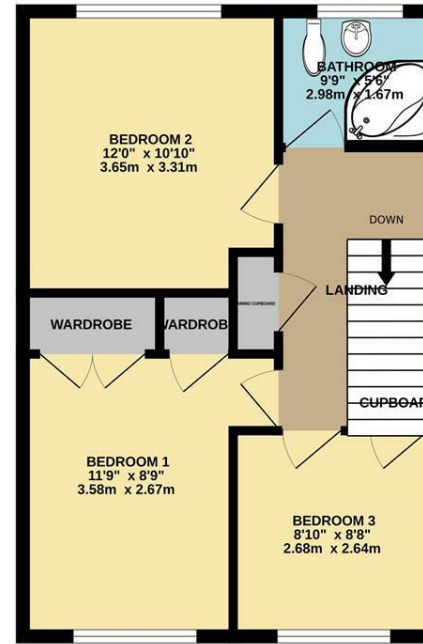 BATHROOM
9'9" x 5'6"
2.98m x 1.67m
BEDROOM 2
12'0" x 10'10"
3.65m x 3.31m
DOWN
LANDING
WARDROBE
WARDROB
CUPBOAR
BEDROOM 1
11'9" x 8'9"
3.58m x 2.67m
BEDROOM 3
8'10" x 8'8"
2.68m x 2.64m